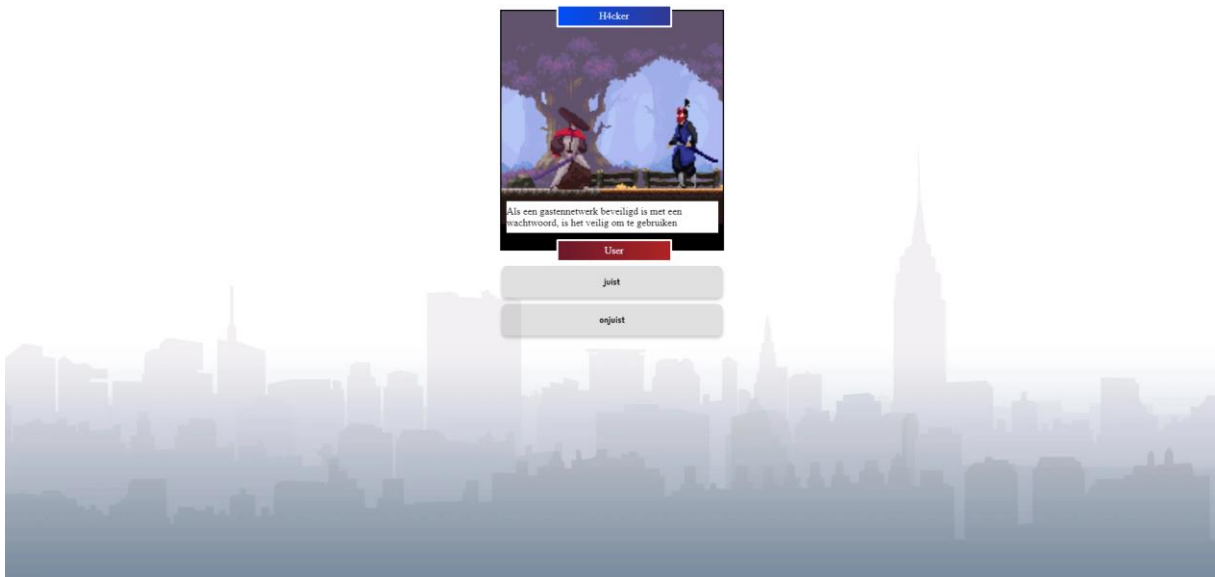 H4cker
Als een gastennetwerk beveiligd is met een
wachtwoord, is het veilig om te gebruiken
User
juist
onjuist